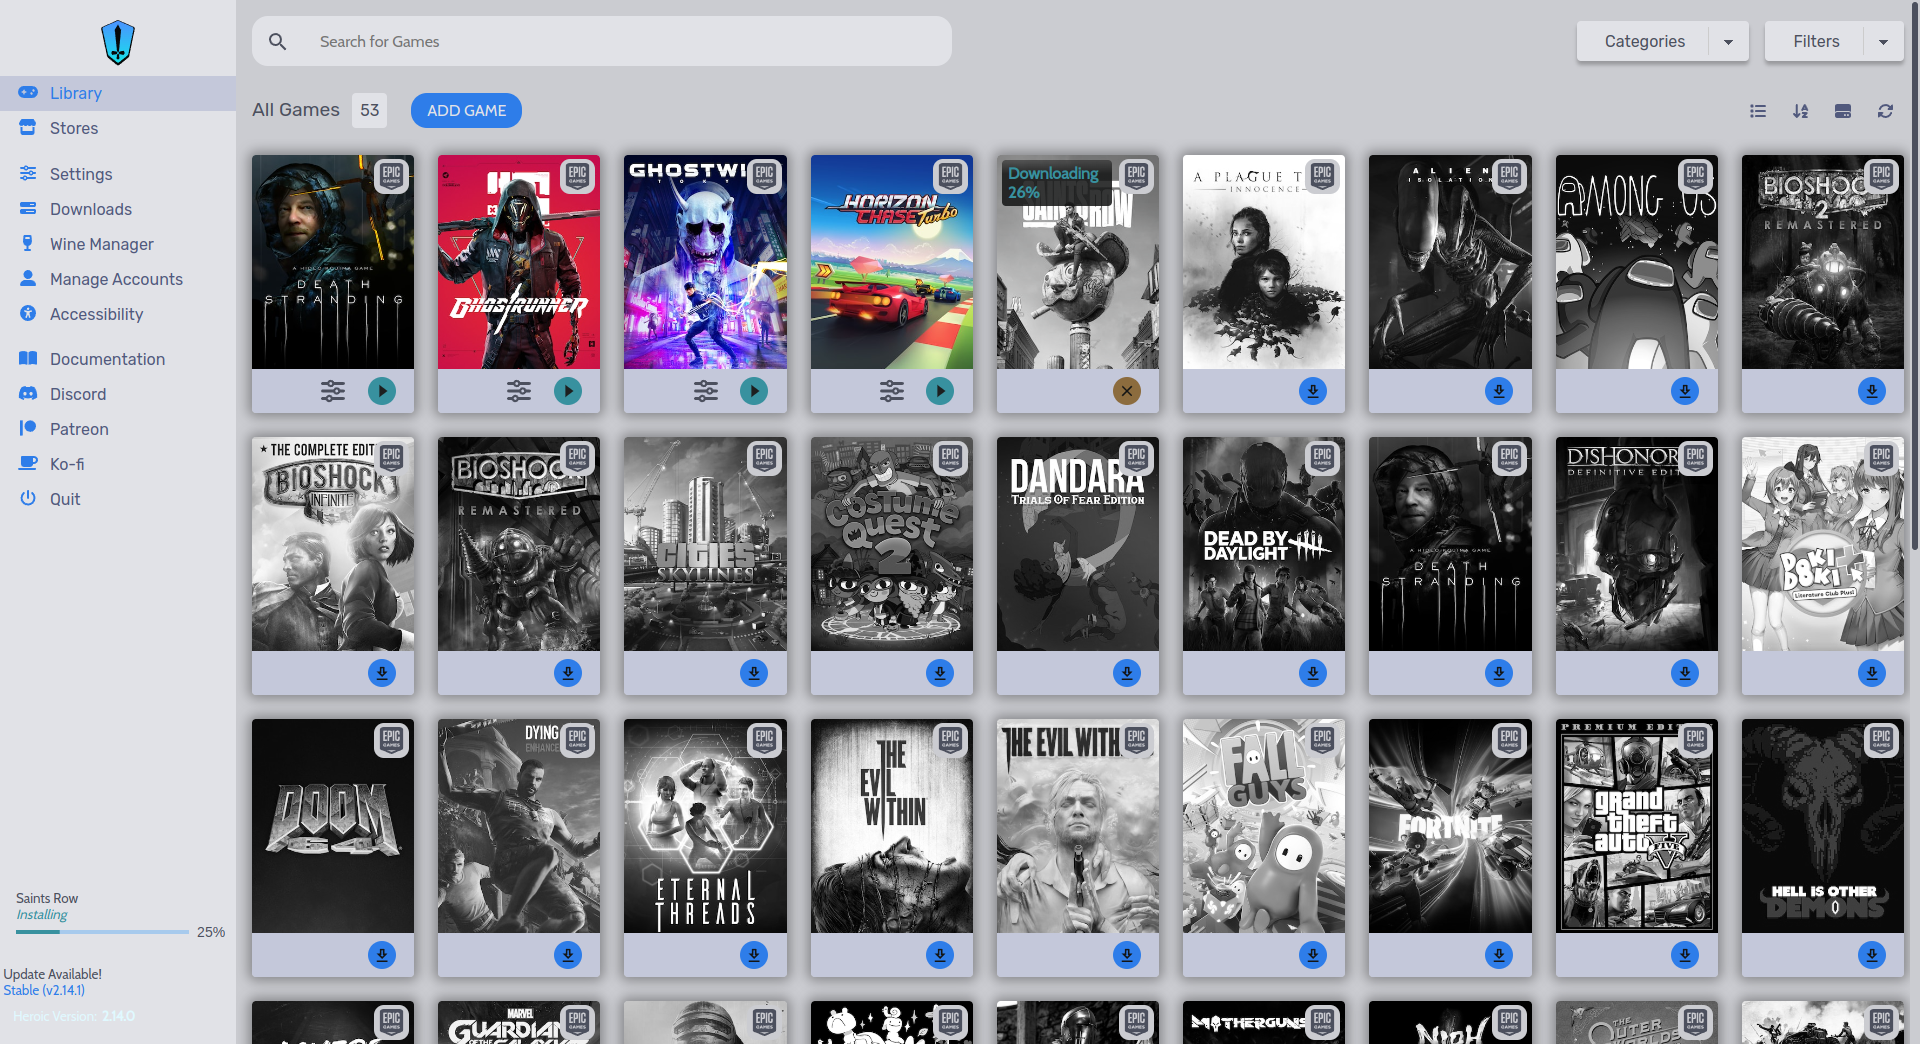 Search for Games
Categories
Filters
Library
Stores
Settings
Downloads
Wine Manager
Manage Accounts
Accessibility
Documentation
Discord
Patreon
Ko-fi
Quit
Saints Row
Installing
25%
Update Available!
Stable (v2.14.1)
Heroic Version: 2.14.0
All Games 53 ADD GAME
EPIC GAMES
A HIDEO KOJIMA GAME
DEATH
STRANDING
EPIC GAMES
GHOSTRUNNER
GHOSTWI
EPIC GAMES
HORIZON
CHASE Turbo
EPIC GAMES
Downloading
26%
EPIC GAMES
A PLAGUE T
INNOCENCE
EPIC GAMES
ALIEN
ISOLATION
EPIC GAMES
AMONG US
EPIC GAMES
BIOSHOC
2
REMASTERED
EPIC GAMES
THE COMPLETE EDIT
BIOSHOCK
INFINITE
EPIC GAMES
BIOSHOC
REMASTERED
EPIC GAMES
CITIES
SKYLINES
EPIC GAMES
COSTUME
QUEST
2
EPIC GAMES
DANDARA
TRIALS OF FEAR EDITION
EPIC GAMES
DEAD BY
DAYLIGHT
EPIC GAMES
A HIDEO KOJIMA GAME
DEATH
STRANDING
EPIC GAMES
DISHONOR
DEFINITIVE EDIT
EPIC GAMES
DOKI
DOKI
Literature Club Plus!
EPIC GAMES
DOOM
64
EPIC GAMES
DYING
ENHANCE
EPIC GAMES
ETERNAL
THREADS
EPIC GAMES
THE
EVIL
WITHIN
EPIC GAMES
THE EVIL WITH
EPIC GAMES
FALL
GUYS
EPIC GAMES
FORTNITE
EPIC GAMES
PREMIUM EDIT
grand
theft
auto V
FIVE
EPIC GAMES
HELL IS OTHER
DEMONS
EPIC GAMES
EPIC GAMES
MARVEL
GUARDIAN
OF THE GALAXY
EPIC GAMES
EPIC GAMES
EPIC GAMES
EPIC GAMES
MOTHERGUNS
EPIC GAMES
NIOH
EPIC GAMES
THE
OUTER
WORLDS
EPIC GAMES
EPIC GAMES